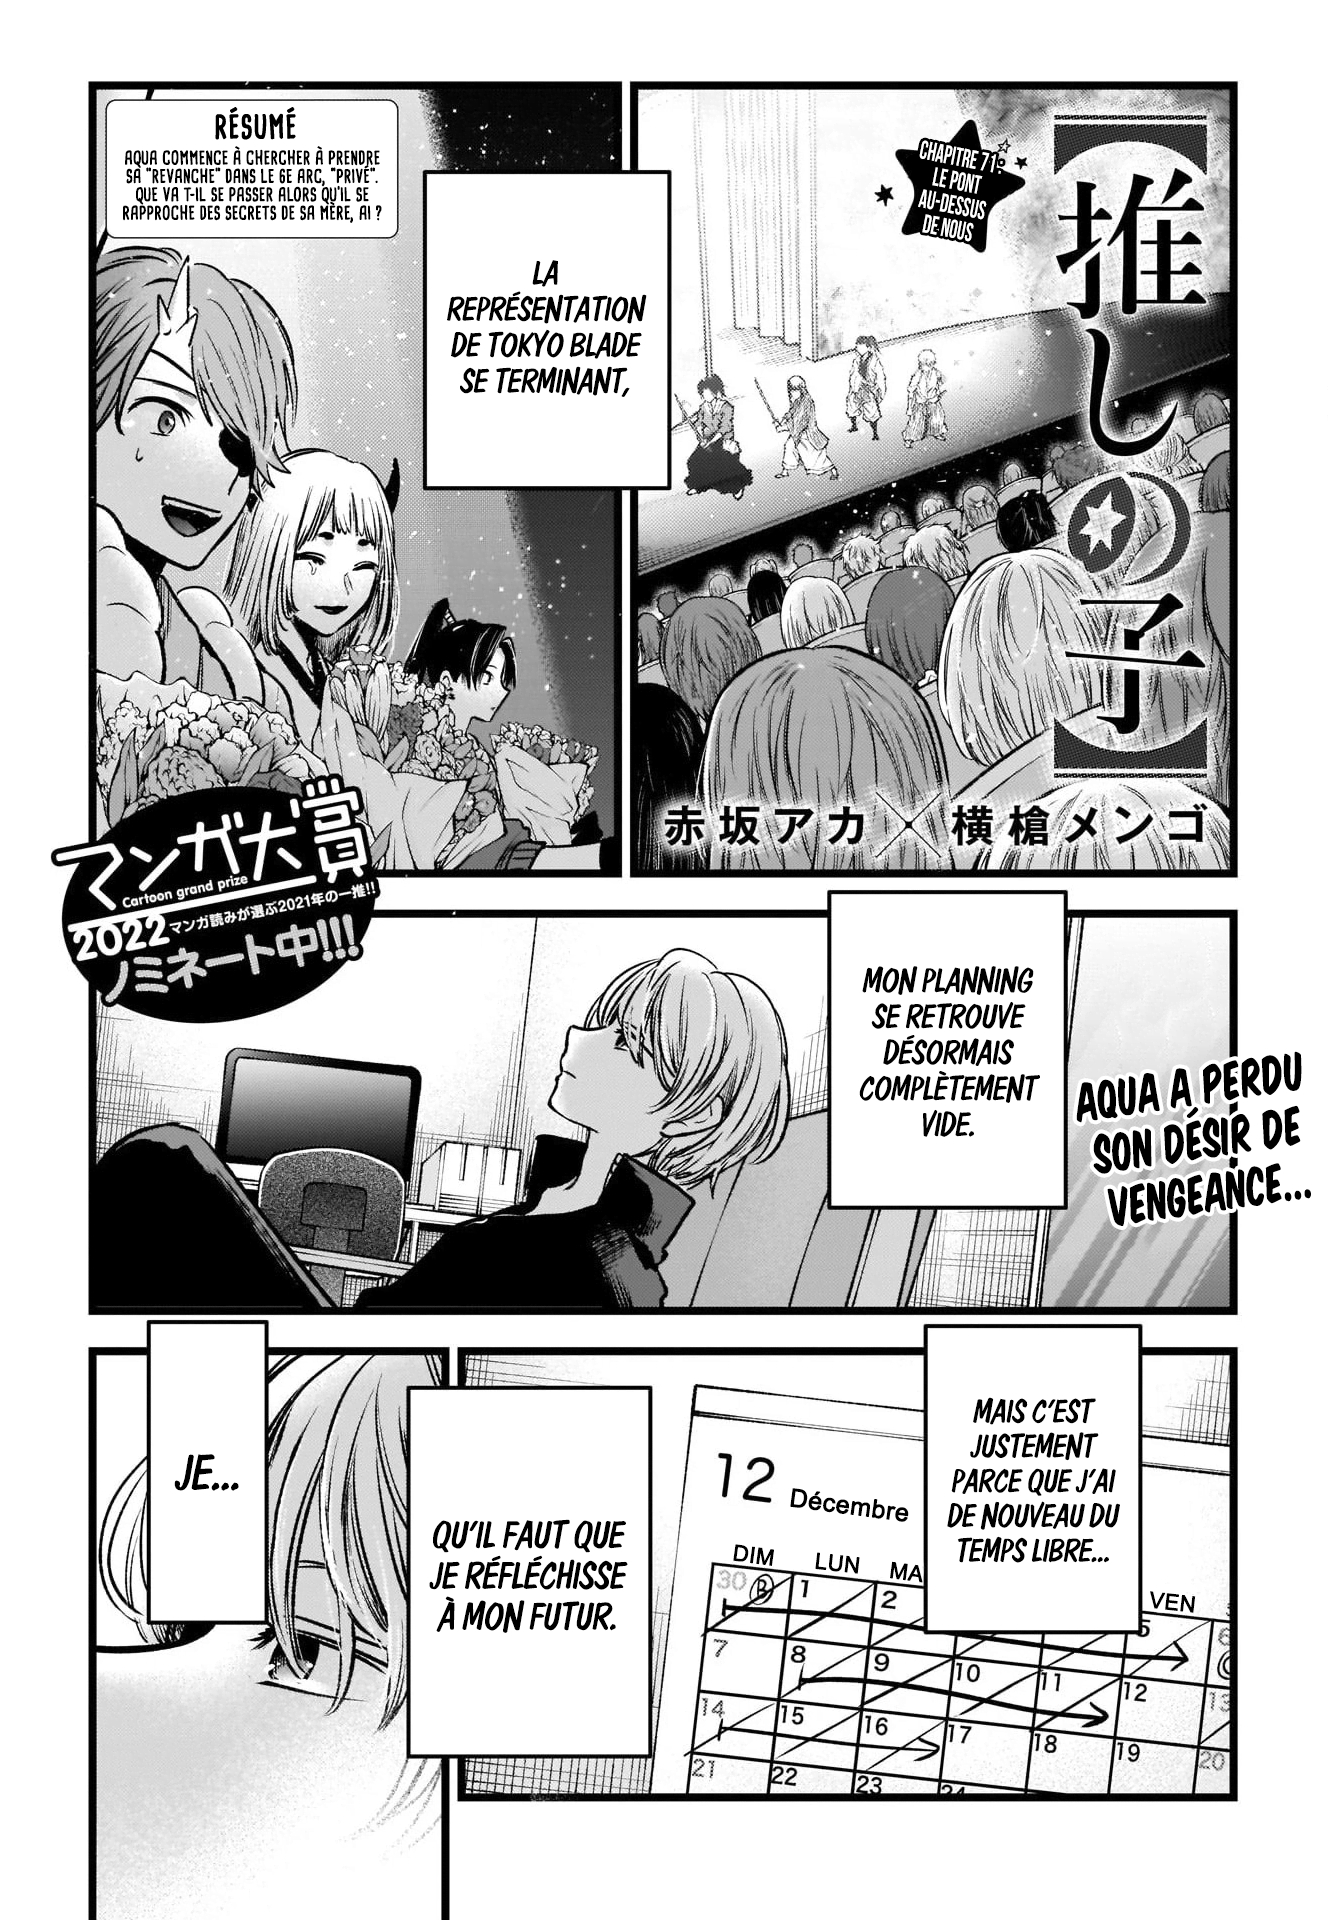 【推しの子】
CHAPITRE 71 :
LE PONT
AU-DESSUS
DE NOUS
赤坂アカ×横槍メンゴ
LA
REPRÉSENTATION
DE TOKYO BLADE
SE TERMINANT,
RÉSUMÉ
AQUA COMMENCE À CHERCHER À PRENDRE
SA "REVANCHE" DANS LE 6E ARC, "PRIVÉ".
QUE VA T-IL SE PASSER ALORS QU'IL SE
RAPPROCHE DES SECRETS DE SA MÈRE, AI ?
マンガ大賞
Cartoon grand prize
2022 マンガ読みが選ぶ2021年の一推!!
ノミネート中!!!
MON PLANNING
SE RETROUVE
DÉSORMAIS
COMPLÈTEMENT
VIDE.
AQUA A PERDU
SON DÉSIR DE
VENGEANCE...
MAIS C'EST
JUSTEMENT
PARCE QUE J'AI
DE NOUVEAU DU
TEMPS LIBRE...
12 Décembre
DIM LUN MA VEN
30 B 1 2 5 6
7 8 9 10 11 12 13
14 15 16 17 18 19 20
21 22 23 24
QU'IL FAUT QUE
JE RÉFLÉCHISSE
À MON FUTUR.
JE...